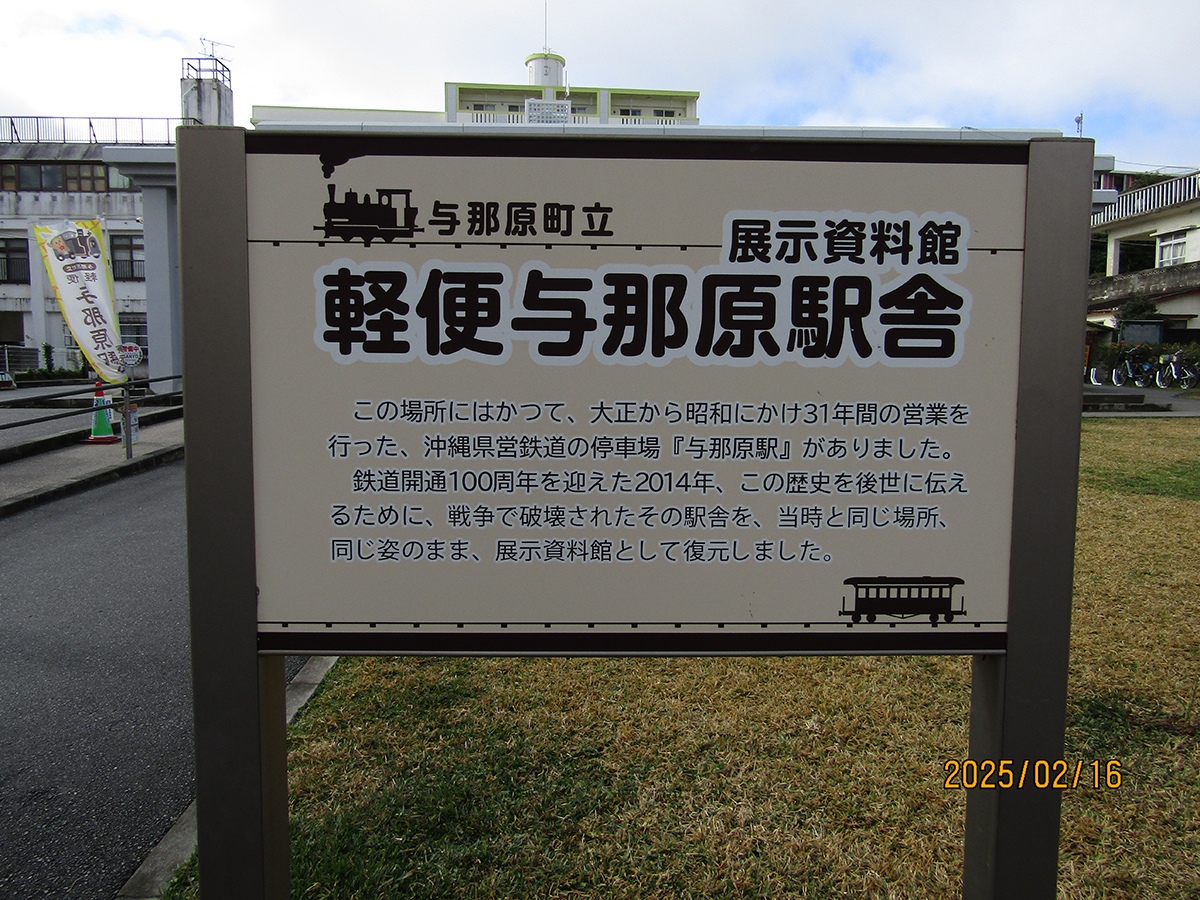 与那原町立
展示資料館
軽便与那原駅舎
この場所にはかつて、大正から昭和にかけ31年間の営業を
行った、沖縄県営鉄道の停車場『与那原駅』がありました。
鉄道開通100周年を迎えた2014年、この歴史を後世に伝え
るために、戦争で破壊されたその駅舎を、当時と同じ場所、
同じ姿のまま、展示資料館として復元しました。
軽便
与那原駅
2025/02/16